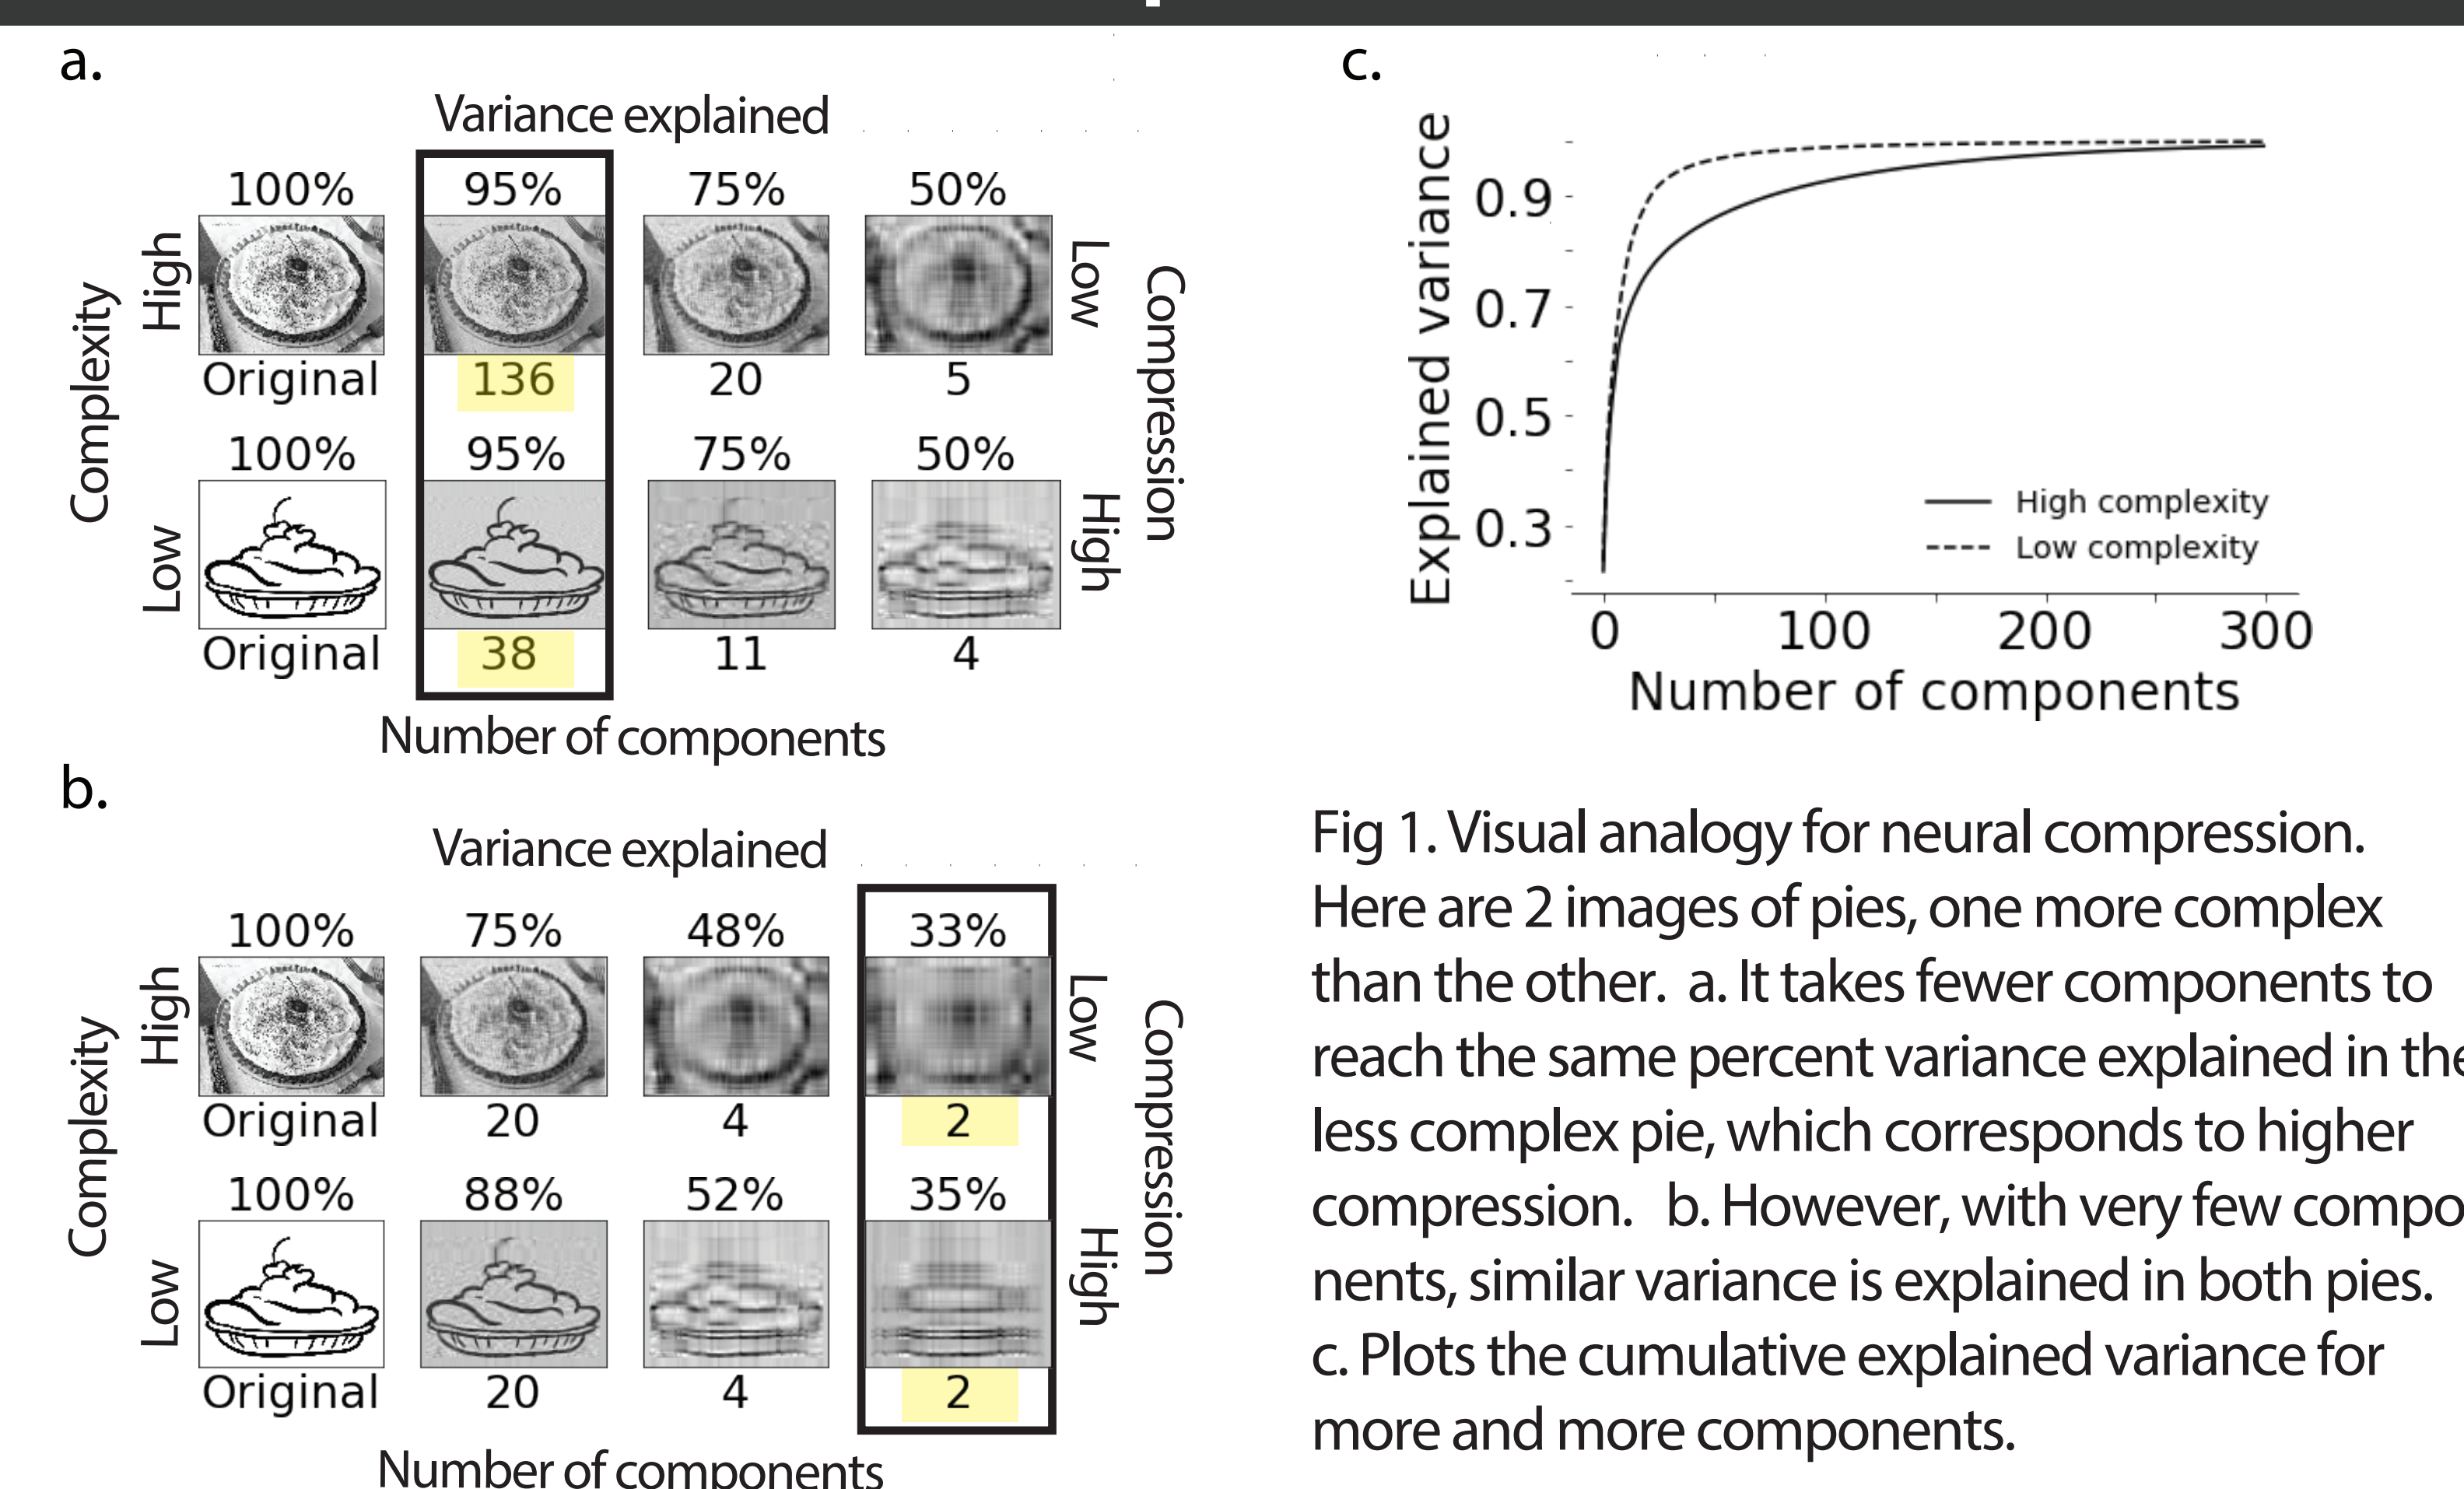 a.
Variance explained
100% 95% 75% 50%
High
Low
Original 136 20 5
Complexity
Compression
100% 95% 75% 50%
Low
High
Original 38 11 4
Number of components
b.
Variance explained
100% 75% 48% 33%
High
Low
Original 20 4 2
Complexity
Compression
100% 88% 52% 35%
Low
High
Original 20 4 2
Number of components
c.
Explained variance
0.9
0.7
0.5
0.3
High complexity
Low complexity
0 100 200 300
Number of components
Fig 1. Visual analogy for neural compression.
Here are 2 images of pies, one more complex
than the other. a. It takes fewer components to
reach the same percent variance explained in the
less complex pie, which corresponds to higher
compression. b. However, with very few compo
nents, similar variance is explained in both pies.
c. Plots the cumulative explained variance for
more and more components.